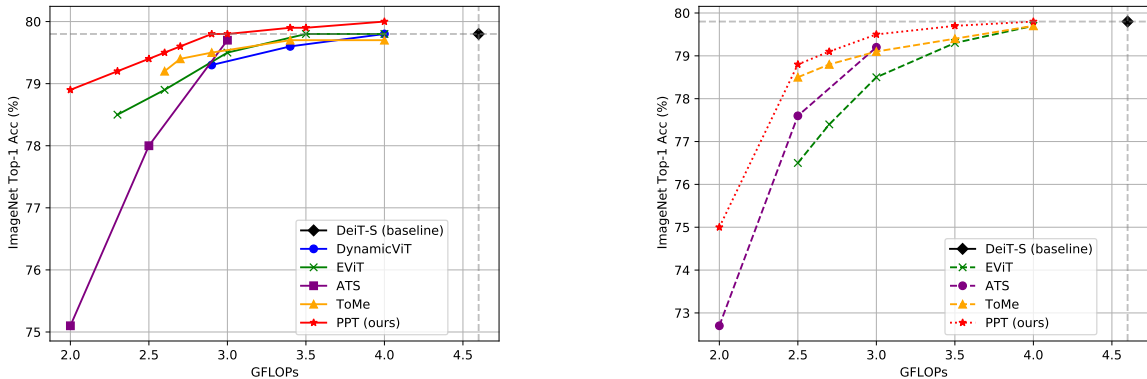 80
79
78
77
76
75
ImageNet Top-1 Acc (%)
2.0 2.5 3.0 3.5 4.0 4.5
GFLOPs
DeiT-S (baseline)
DynamicViT
EViT
ATS
ToMe
PPT (ours)
80
79
78
77
76
75
74
73
ImageNet Top-1 Acc (%)
2.0 2.5 3.0 3.5 4.0 4.5
GFLOPs
DeiT-S (baseline)
EViT
ATS
ToMe
PPT (ours)